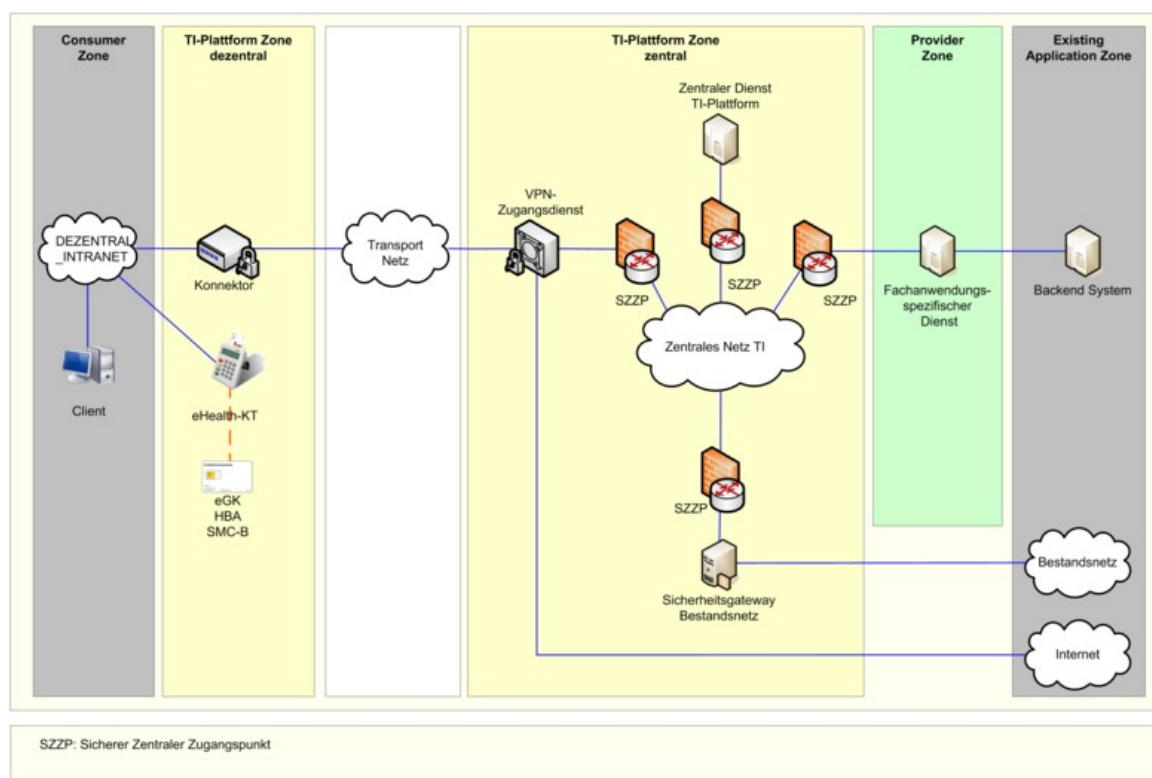 Consumer
Zone
TI-Plattform Zone
dezentral
TI-Plattform Zone
zentral
Provider
Zone
Existing
Application Zone
Zentraler Dienst
TI-Plattform
VPN-
Zugangsdienst
DEZENTRAL
_INTRANET
Konnektor
Transport
Netz
SZZP
SZZP
SZZP
Fachanwendungs-
spezifischer
Dienst
Backend System
Zentrales Netz TI
Client
eHealth-KT
eGK
HBA
SMC-B
SZZP
Sicherheitsgateway
Bestandsnetz
Bestandsnetz
Internet
SZZP: Sicherer Zentraler Zugangspunkt